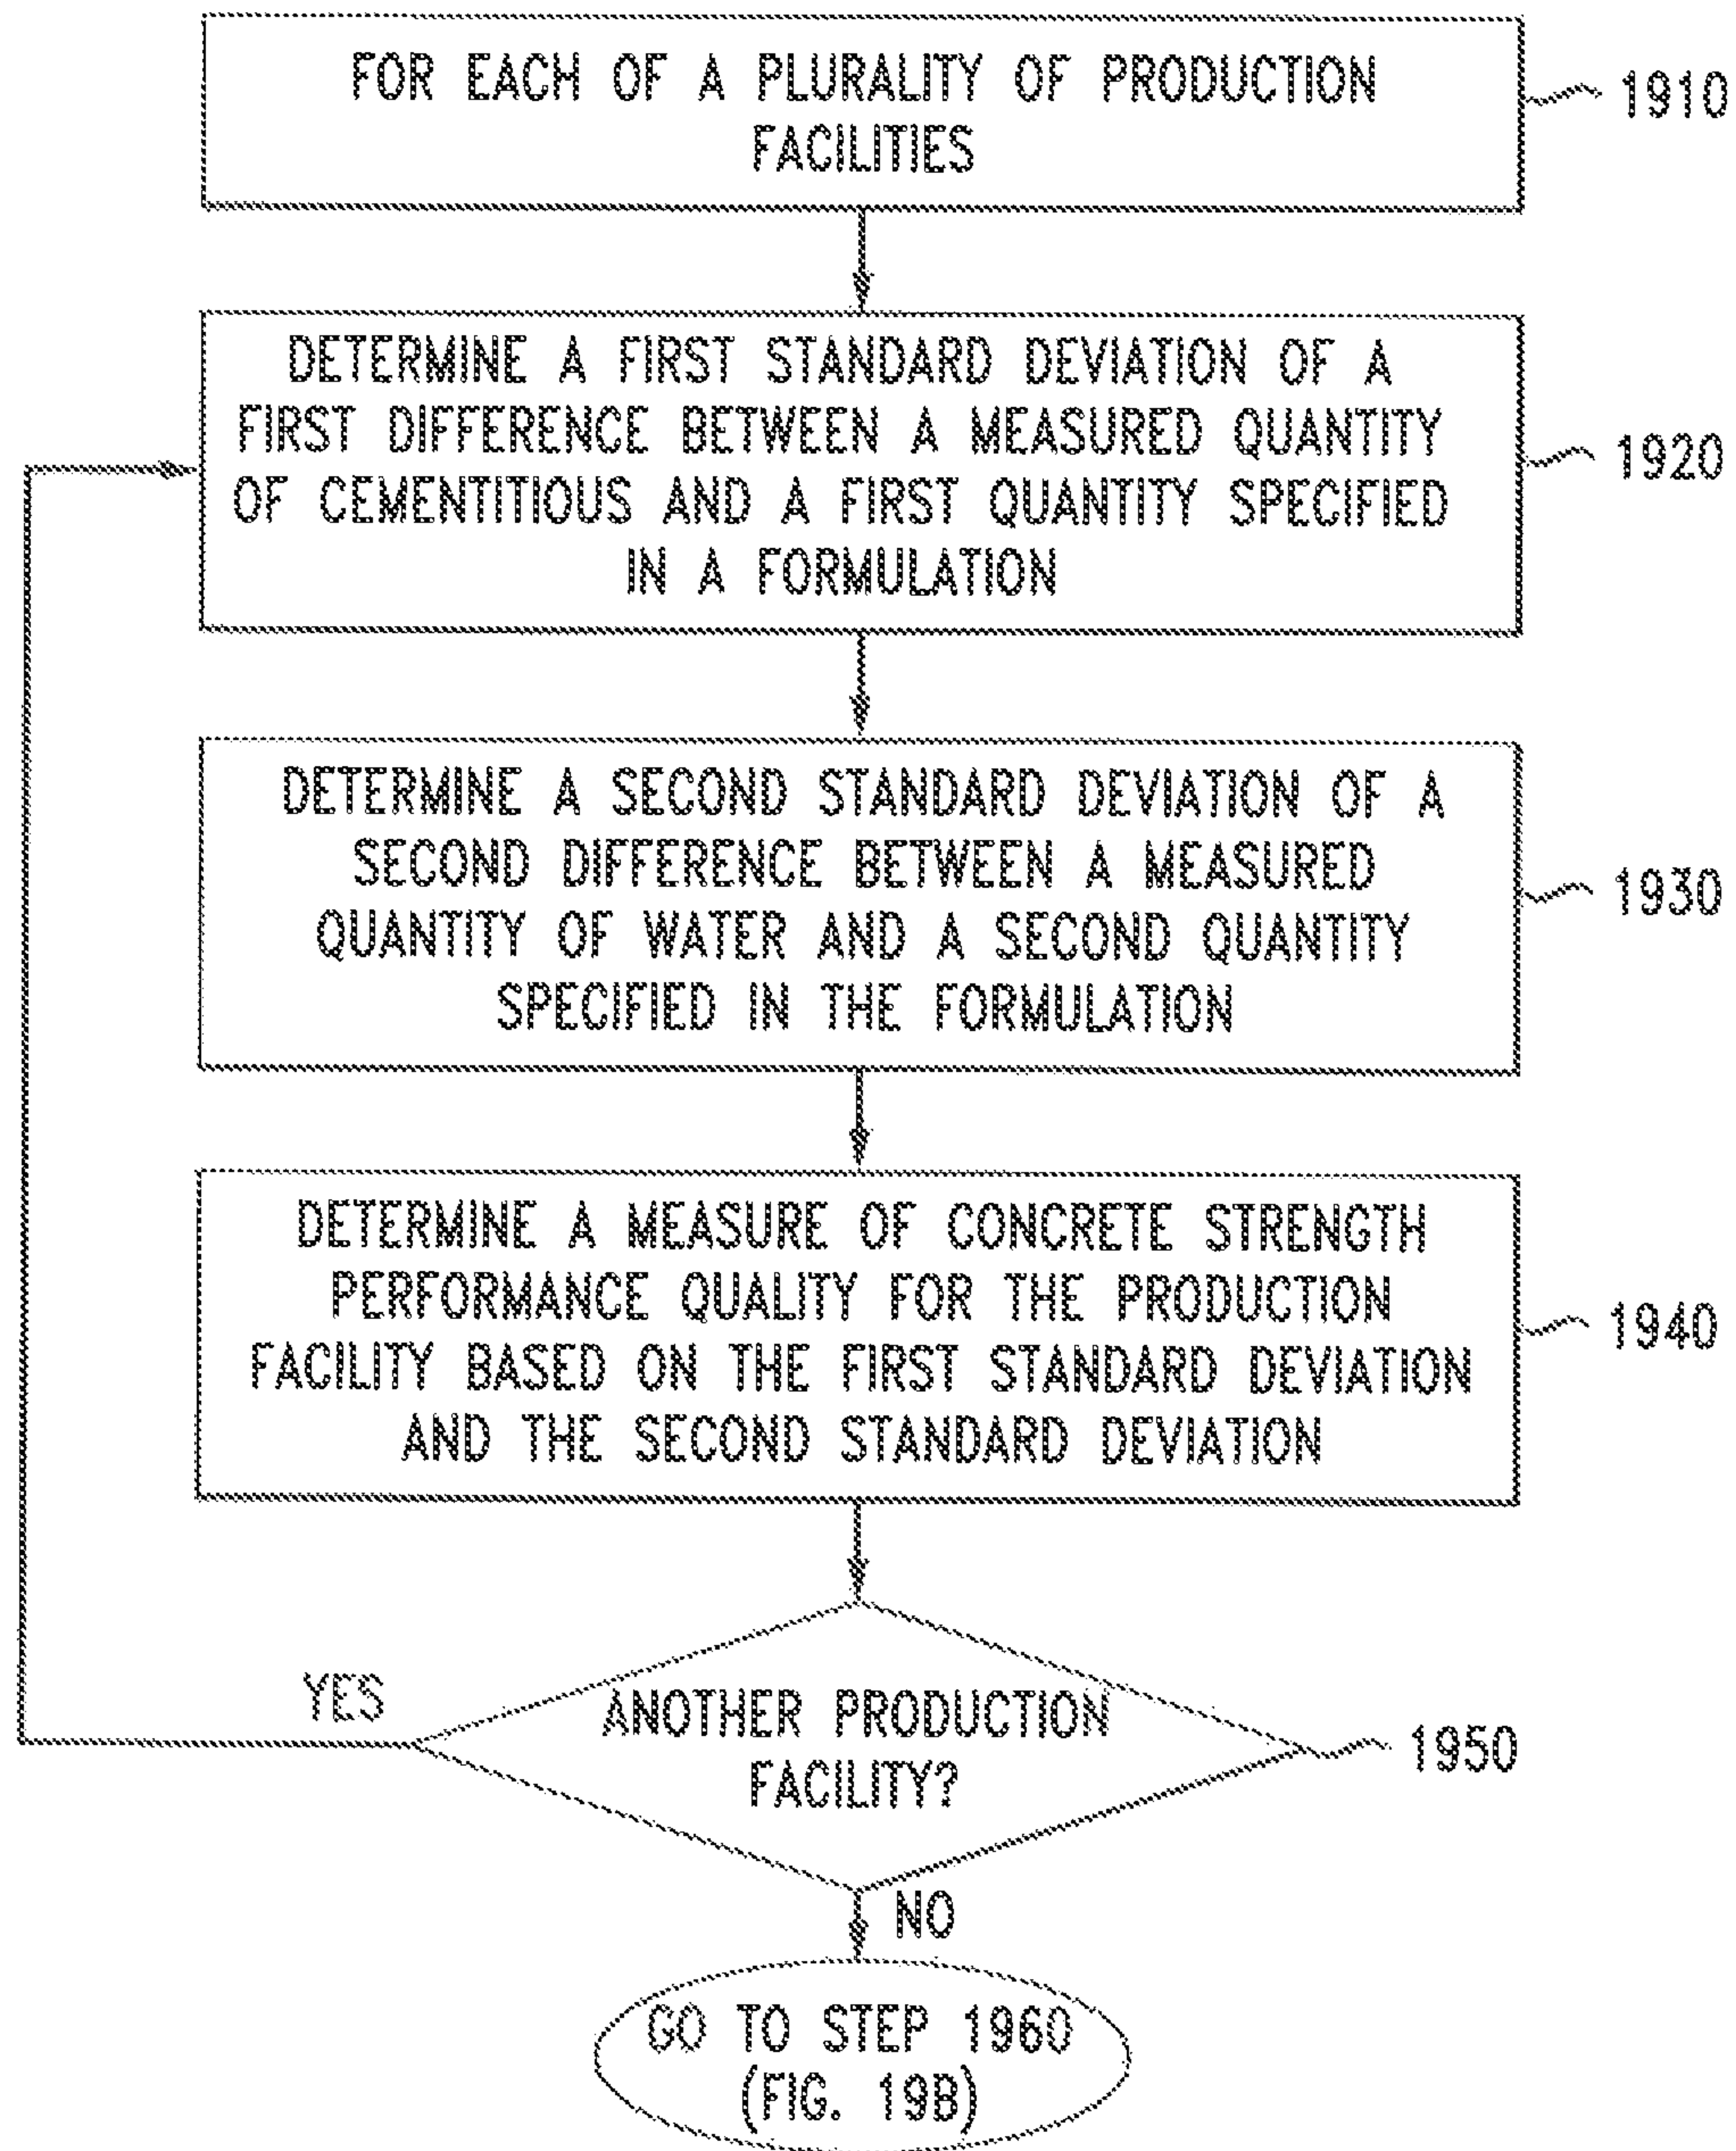 FOR EACH OF A PLURALITY OF PRODUCTION
FACILITIES
1910
DETERMINE A FIRST STANDARD DEVIATION OF A
FIRST DIFFERENCE BETWEEN A MEASURED QUANTITY
OF CEMENTITIOUS AND A FIRST QUANTITY SPECIFIED
IN A FORMULATION
1920
DETERMINE A SECOND STANDARD DEVIATION OF A
SECOND DIFFERENCE BETWEEN A MEASURED
QUANTITY OF WATER AND A SECOND QUANTITY
SPECIFIED IN THE FORMULATION
1930
DETERMINE A MEASURE OF CONCRETE STRENGTH
PERFORMANCE QUALITY FOR THE PRODUCTION
FACILITY BASED ON THE FIRST STANDARD DEVIATION
AND THE SECOND STANDARD DEVIATION
1940
YES
ANOTHER PRODUCTION
FACILITY?
1950
NO
GO TO STEP 1960
(FIG. 19B)